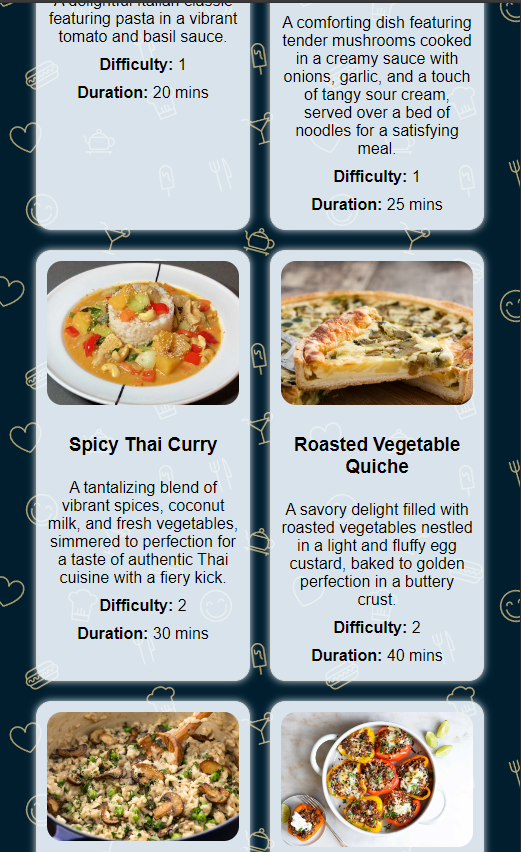 A delightful Italian classic
featuring pasta in a vibrant
tomato and basil sauce.
Difficulty: 1
Duration: 20 mins
A comforting dish featuring
tender mushrooms cooked
in a creamy sauce with
onions, garlic, and a touch
of tangy sour cream,
served over a bed of
noodles for a satisfying
meal.
Difficulty: 1
Duration: 25 mins
Spicy Thai Curry
A tantalizing blend of
vibrant spices, coconut
milk, and fresh vegetables,
simmered to perfection for
a taste of authentic Thai
cuisine with a fiery kick.
Difficulty: 2
Duration: 30 mins
Roasted Vegetable
Quiche
A savory delight filled with
roasted vegetables nestled
in a light and fluffy egg
custard, baked to golden
perfection in a buttery
crust.
Difficulty: 2
Duration: 40 mins